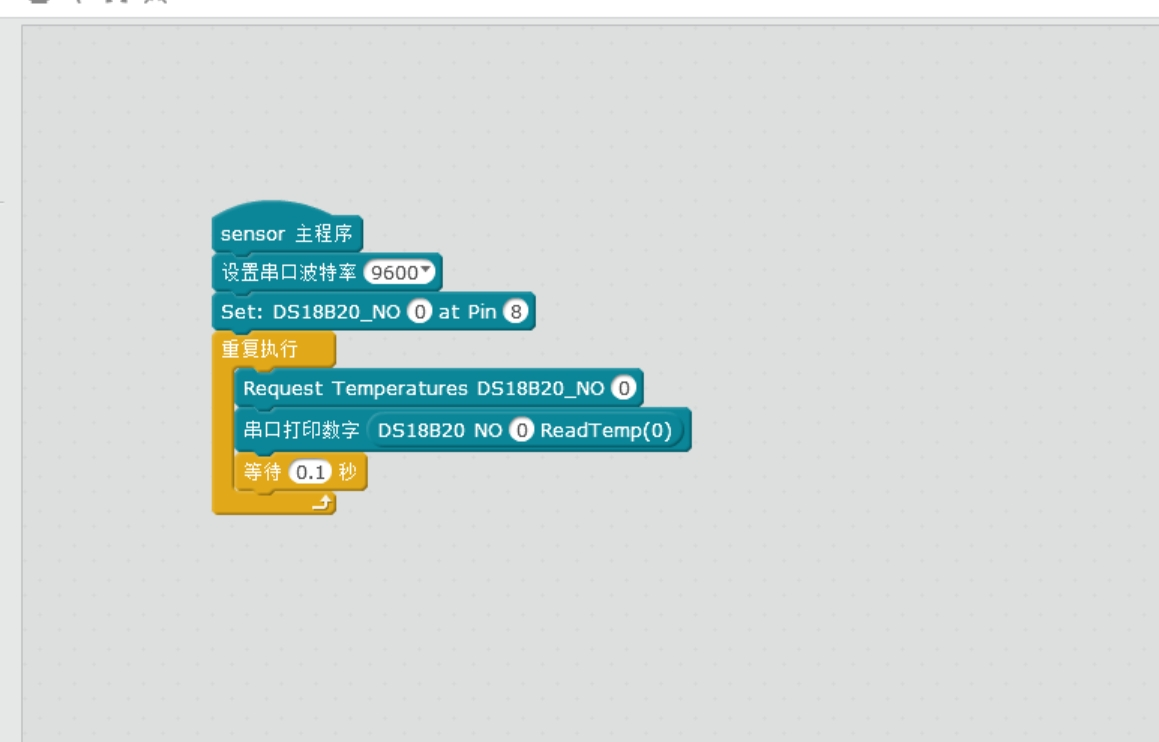 sensor 主程序
设置串口波特率 9600
Set: DS18B20_NO 0 at Pin 8
重复执行
Request Temperatures DS18B20_NO 0
串口打印数字 DS18B20 NO 0 ReadTemp(0)
等待 0.1 秒